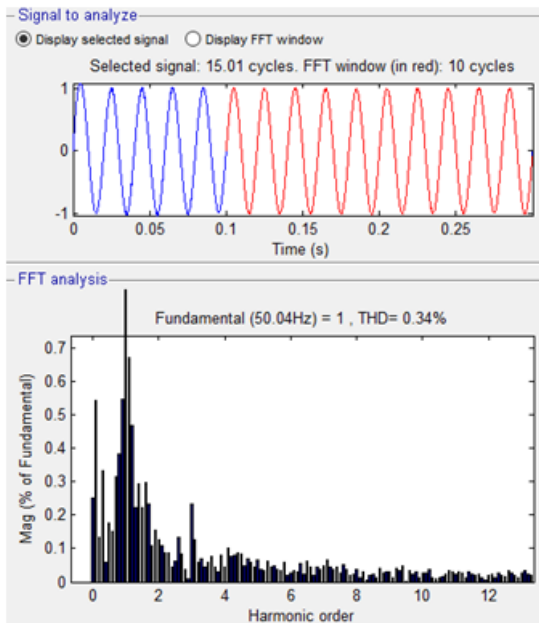 Signal to analyze
Display selected signal Display FFT window
Selected signal: 15.01 cycles. FFT window (in red): 10 cycles
1
0
-1
0 0.05 0.1 0.15 0.2 0.25
Time (s)
FFT analysis
Fundamental (50.04Hz) = 1 , THD= 0.34%
0.7
0.6
0.5
0.4
0.3
0.2
0.1
0
Mag (% of Fundamental)
0 2 4 6 8 10 12
Harmonic order